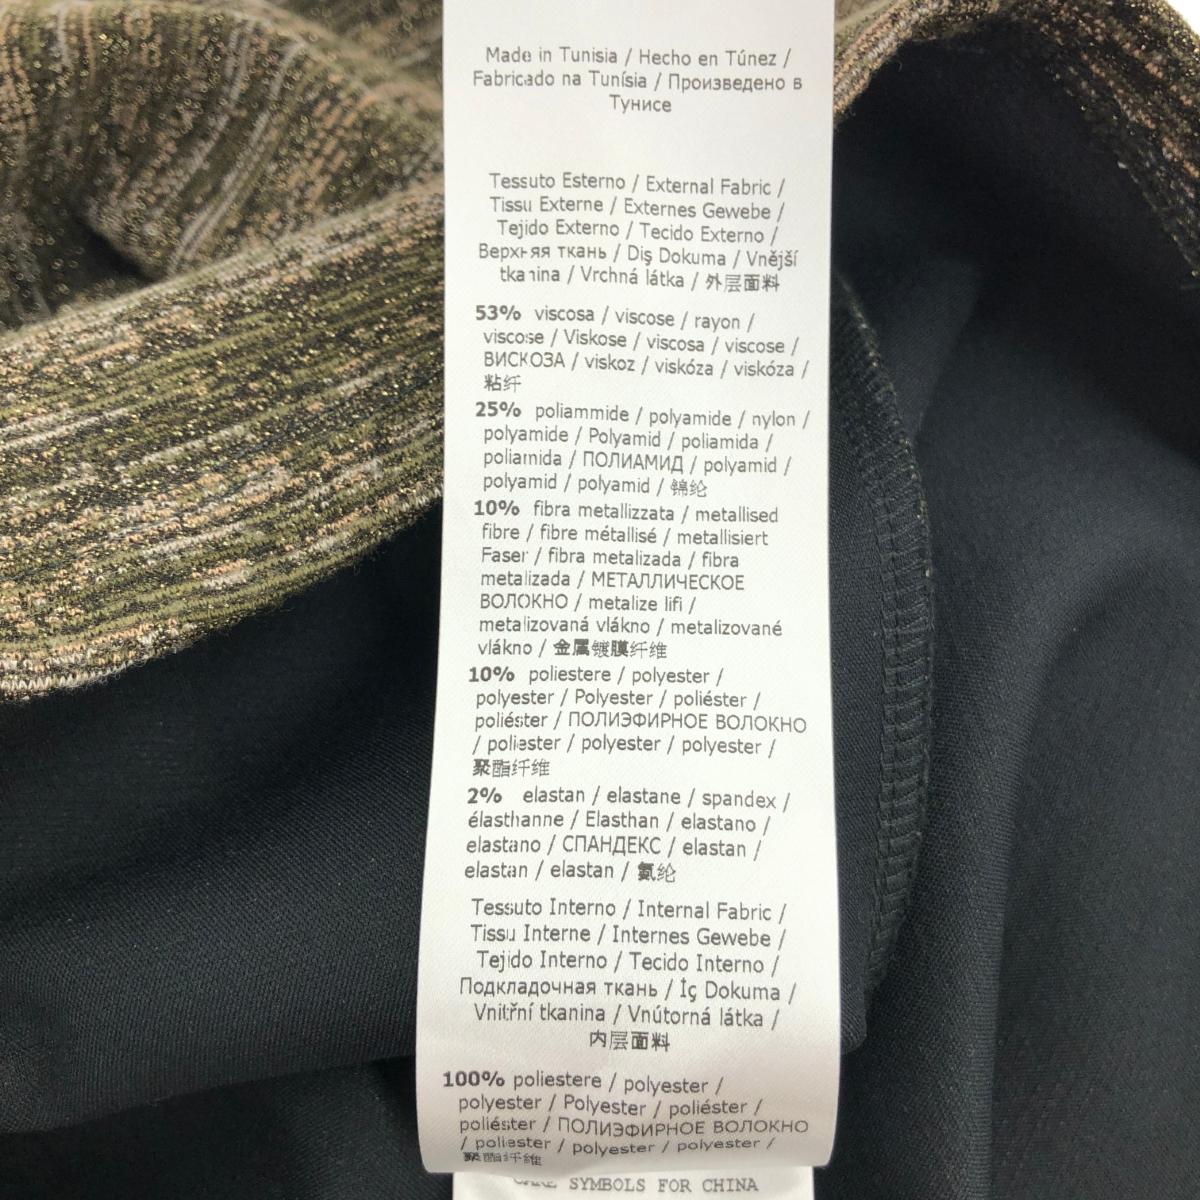 Made in Tunisia / Hecho en Túnez /
Fabricado na Tunísia / Произведено в
Тунисе
Tessuto Esterno / External Fabric /
Tissu Externe / Externes Gewebe /
Tejido Externo / Tecido Externo /
Верхняя ткань / Diş Dokuma / Vnější
tkanina / Vrchná látka / 外层面料
53% viscosa / viscose / rayon /
viscose / Viskose / viscosa / viscose /
ВИСКОЗА / viskoz / viskóza / viskóza /
粘纤
25% poliammide / polyamide / nylon /
polyamide / Polyamid / poliamida /
poliamida / ПОЛИАМИД / polyamid /
polyamid / polyamid / 锦纶
10% fibra metallizzata / metallised
fibre / fibre métallisé / metallisiert
Faser / fibra metalizada / fibra
metalizada / МЕТАЛЛИЧЕСКОЕ
ВОЛОКНО / metalize lifi /
metalizovaná vlákno / metalizované
vlákno / 金属镀膜纤维
10% poliestere / polyester /
polyester / Polyester / poliéster /
poliéster / ПОЛИЭФИРНОЕ ВОЛОКНО
/ poliester / polyester / polyester /
聚酯纤维
2% elastan / elastane / spandex /
élasthanne / Elasthan / elastano /
elastano / СПАНДЕКС / elastan /
elastan / elastan / 氨纶
Tessuto Interno / Internal Fabric /
Tissu Interne / Internes Gewebe /
Tejido Interno / Tecido Interno /
Подкладочная ткань / İç Dokuma /
Vnitřní tkanina / Vnútorná látka /
内层面料
100% poliestere / polyester /
polyester / Polyester / poliéster /
poliéster / ПОЛИЭФИРНОЕ ВОЛОКНО
/ poliester / polyester / polyester /
聚酯纤维
CARE SYMBOLS FOR CHINA